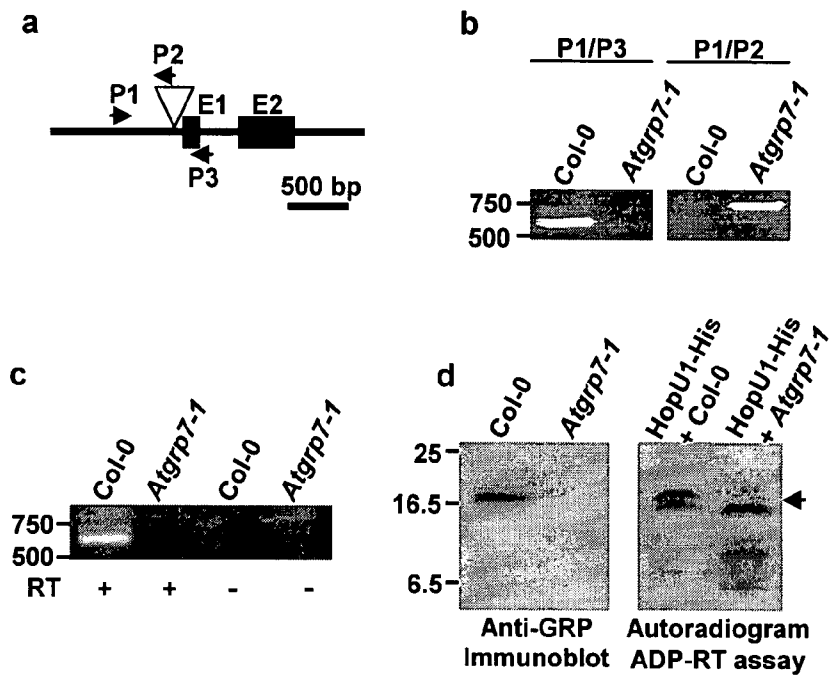 a
P1
P2
E1
E2
P3
500 bp
b
P1/P3
P1/P2
Col-0
Atgrp7-1
Col-0
Atgrp7-1
750
500
c
Col-0
Atgrp7-1
Col-0
Atgrp7-1
750
500
RT + + - -
d
Col-0
Atgrp7-1
HopU1-His
+ Col-0
HopU1-His
+ Atgrp7-1
25
16.5
6.5
Anti-GRP
Immunoblot
Autoradiogram
ADP-RT assay